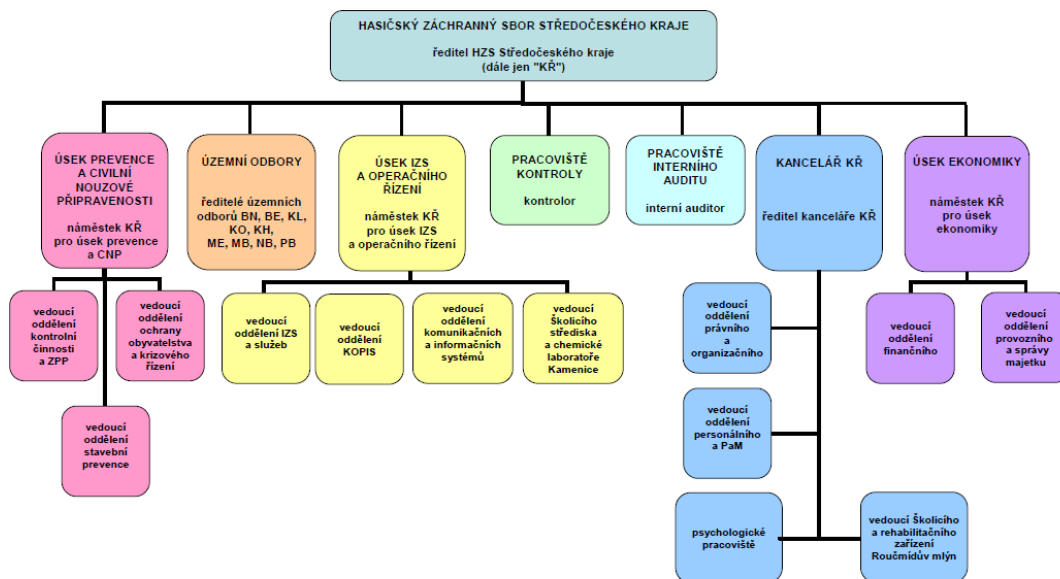 HASIČSKÝ ZÁCHRANNÝ SBOR STŘEDOČESKÉHO KRAJE
ředitel HZS Středočeského kraje
(dále jen "KŘ")
ÚSEK PREVENCE
A CIVILNÍ
NOUZOVÉ
PŘIPRAVENOSTI
náměstek KŘ
pro úsek prevence
a CNP
ÚZEMNÍ ODBORY
ředitelé územních
odborů BN, BE, KL,
KO, KH,
ME, MB, NB, PB
ÚSEK IZS
A OPERAČNÍHO
ŘÍZENÍ
náměstek KŘ
pro úsek IZS
a operačního řízení
PRACOVIŠTĚ
KONTROLY
kontrolor
PRACOVIŠTĚ
INTERNÍHO
AUDITU
interní auditor
KANCELÁŘ KŘ
ředitel kanceláře KŘ
ÚSEK EKONOMIKY
náměstek KŘ
pro úsek
ekonomiky
vedoucí
oddělení
kontrolní
činnosti
a ZPP
vedoucí
oddělení
ochrany
obyvatelstva
a krizového
řízení
vedoucí
oddělení
stavební
prevence
vedoucí
oddělení IZS
a služeb
vedoucí
oddělení
KOPIS
vedoucí
oddělení
komunikačních
a informačních
systémů
vedoucí
Školicího
střediska
a chemické
laboratoře
Kamenice
vedoucí
oddělení
právního
a
organizačního
vedoucí
oddělení
personálního
a PaM
psychologické
pracoviště
vedoucí Školicího
a rehabilitačního
zařízení
Roučmídův mlýn
vedoucí
oddělení
finančního
vedoucí
oddělení
provozního
a správy
majetku